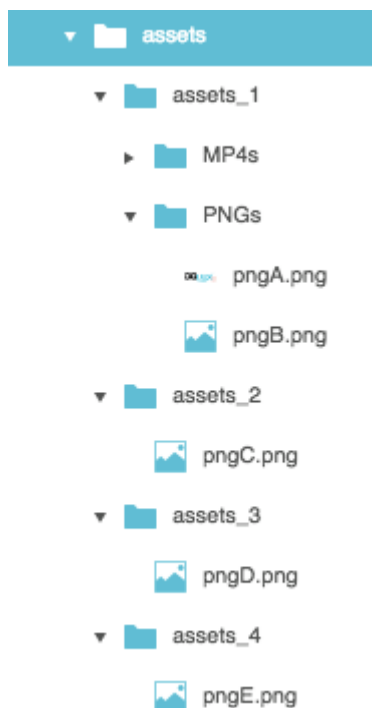 assets
assets_1
MP4s
PNGs
pngA.png
pngB.png
assets_2
pngC.png
assets_3
pngD.png
assets_4
pngE.png